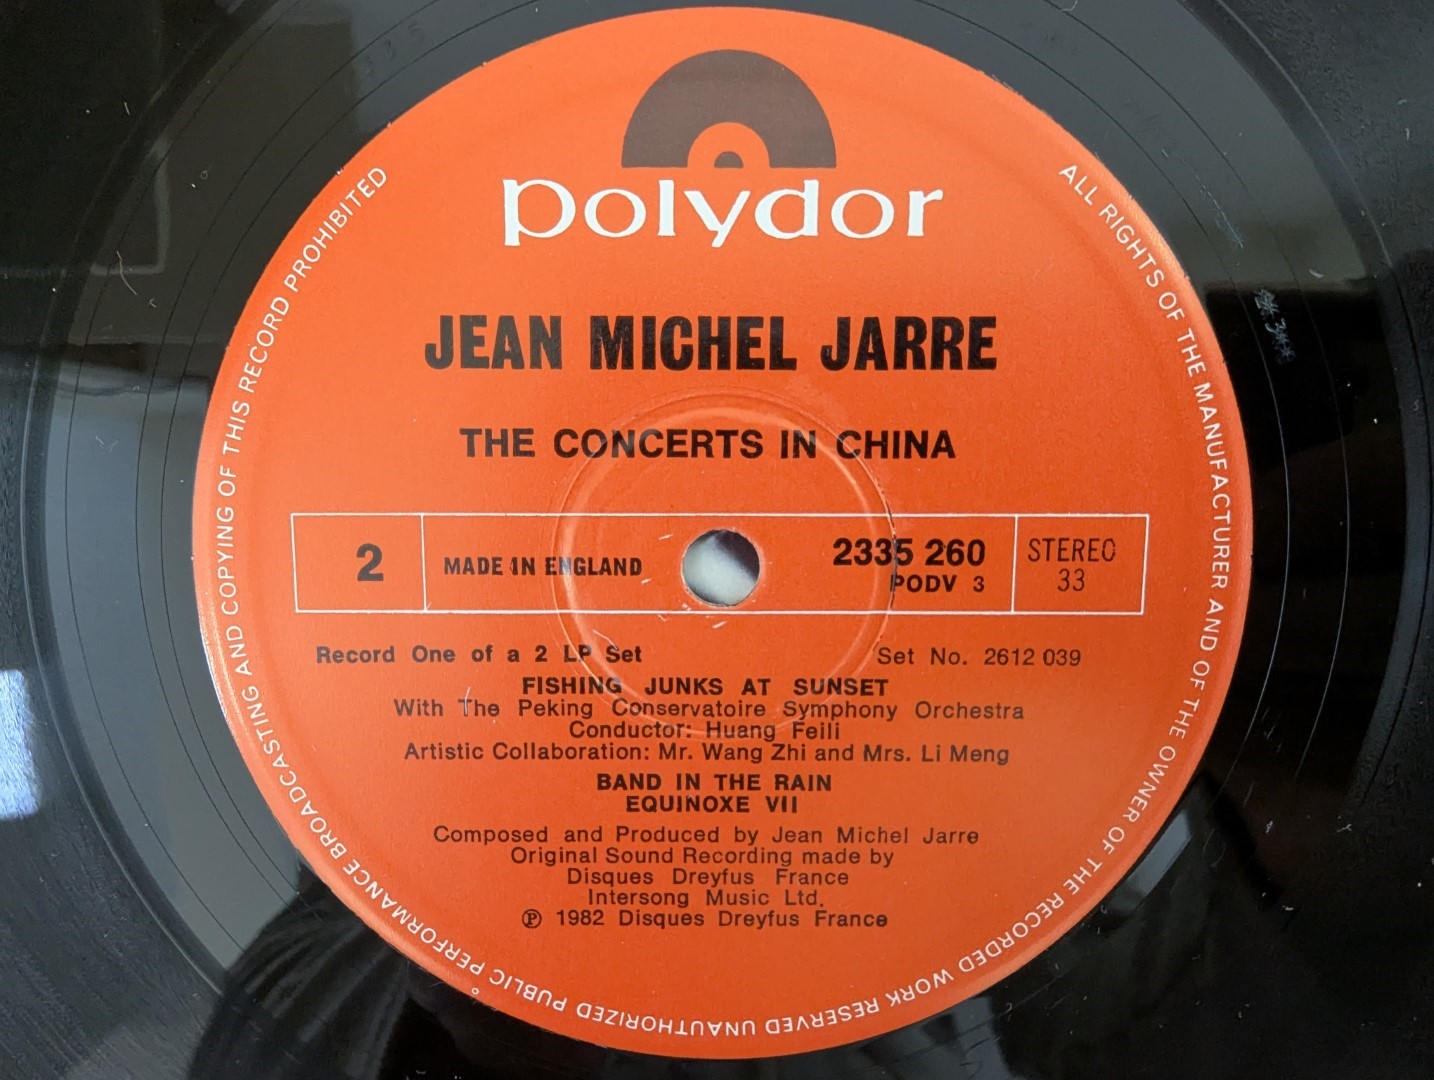 polydor
JEAN MICHEL JARRE
THE CONCERTS IN CHINA
2
MADE IN ENGLAND
2335 260
PODV 3
STEREO
33
Record One of a 2 LP Set
Set No. 2612 039
FISHING JUNKS AT SUNSET
With The Peking Conservatoire Symphony Orchestra
Conductor: Huang Feili
Artistic Collaboration: Mr. Wang Zhi and Mrs. Li Meng
BAND IN THE RAIN
EQUINOXE VII
Composed and Produced by Jean Michel Jarre
Original Sound Recording made by
Disques Dreyfus France
Intersong Music Ltd.
℗ 1982 Disques Dreyfus France
ALL RIGHTS OF THE MANUFACTURER AND OF THE OWNER OF THE RECORDED WORK RESERVED UNAUTHORIZED PUBLIC PERFORMANCE BROADCASTING AND COPYING OF THIS RECORD PROHIBITED